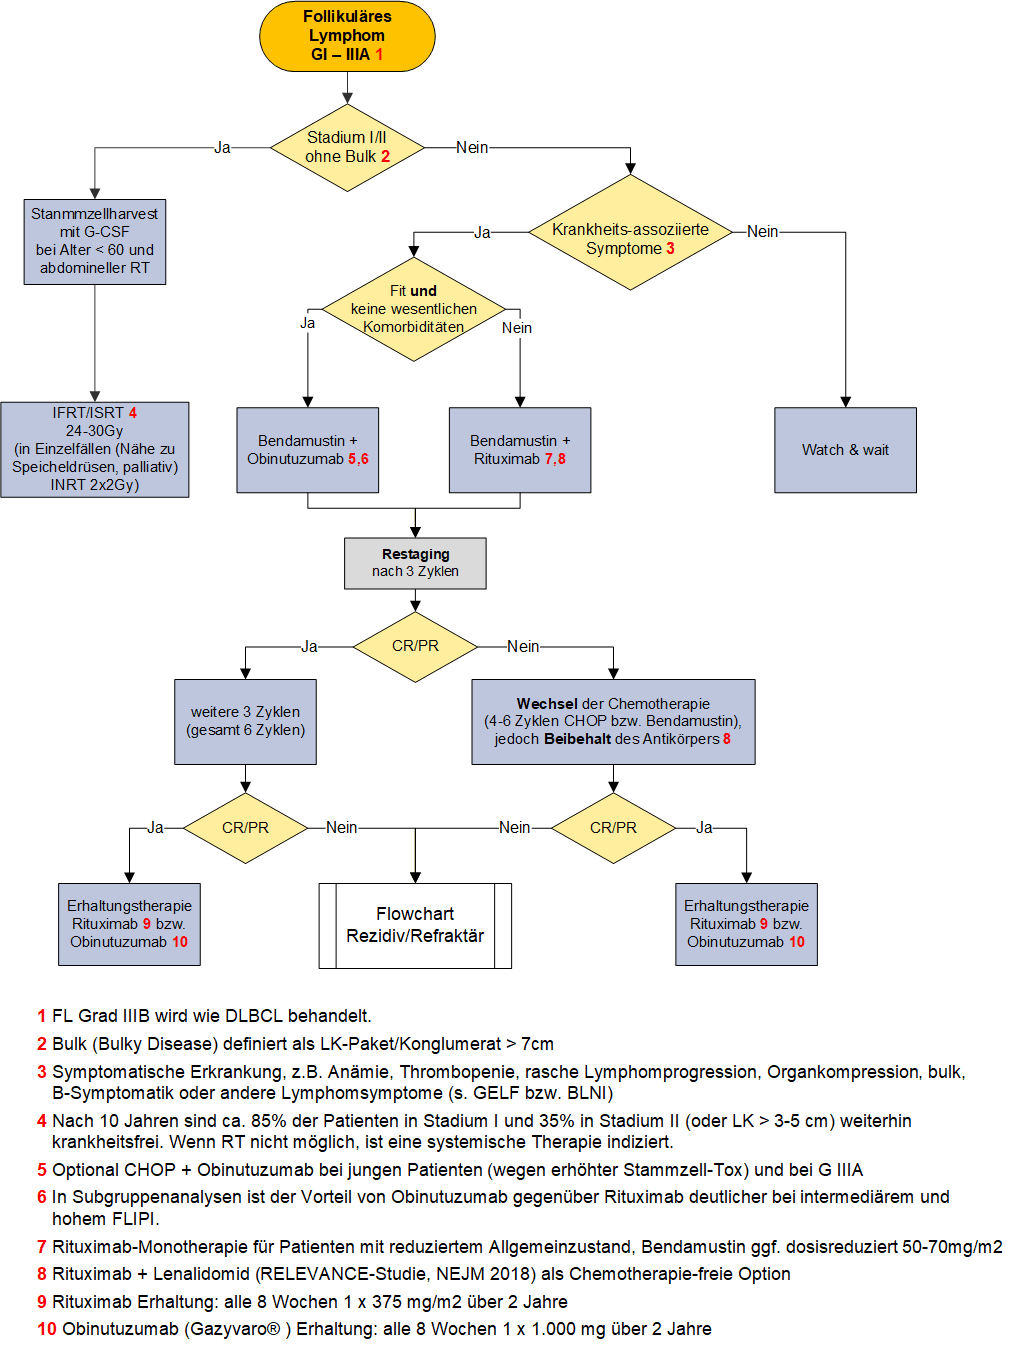 Follikuläres
Lymphom
GI – IIIA 1
Stadium I/II
ohne Bulk 2
Ja
Nein
Stanmmzellharvest
mit G-CSF
bei Alter < 60 und
abdomineller RT
Krankheits-assoziierte
Symptome 3
Ja
Nein
Fit und
keine wesentlichen
Komorbiditäten
Ja
Nein
IFRT/ISRT 4
24-30Gy
(in Einzelfällen (Nähe zu
Speicheldrüsen, palliativ)
INRT 2x2Gy)
Bendamustin +
Obinutuzumab 5,6
Bendamustin +
Rituximab 7,8
Watch & wait
Restaging
nach 3 Zyklen
CR/PR
Ja
Nein
weitere 3 Zyklen
(gesamt 6 Zyklen)
Wechsel der Chemotherapie
(4-6 Zyklen CHOP bzw. Bendamustin),
jedoch Beibehalt des Antikörpers 8
Ja
CR/PR
Nein
Nein
CR/PR
Ja
Erhaltungstherapie
Rituximab 9 bzw.
Obinutuzumab 10
Flowchart
Rezidiv/Refraktär
Erhaltungstherapie
Rituximab 9 bzw.
Obinutuzumab 10
1 FL Grad IIIB wird wie DLBCL behandelt.
2 Bulk (Bulky Disease) definiert als LK-Paket/Konglumerat > 7cm
3 Symptomatische Erkrankung, z.B. Anämie, Thrombopenie, rasche Lymphomprogression, Organkompression, bulk,
B-Symptomatik oder andere Lymphomsymptome (s. GELF bzw. BLNI)
4 Nach 10 Jahren sind ca. 85% der Patienten in Stadium I und 35% in Stadium II (oder LK > 3-5 cm) weiterhin
krankheitsfrei. Wenn RT nicht möglich, ist eine systemische Therapie indiziert.
5 Optional CHOP + Obinutuzumab bei jungen Patienten (wegen erhöhter Stammzell-Tox) und bei G IIIA
6 In Subgruppenanalysen ist der Vorteil von Obinutuzumab gegenüber Rituximab deutlicher bei intermediärem und
hohem FLIPI.
7 Rituximab-Monotherapie für Patienten mit reduziertem Allgemeinzustand, Bendamustin ggf. dosisreduziert 50-70mg/m2
8 Rituximab + Lenalidomid (RELEVANCE-Studie, NEJM 2018) als Chemotherapie-freie Option
9 Rituximab Erhaltung: alle 8 Wochen 1 x 375 mg/m2 über 2 Jahre
10 Obinutuzumab (Gazyvaro® ) Erhaltung: alle 8 Wochen 1 x 1.000 mg über 2 Jahre